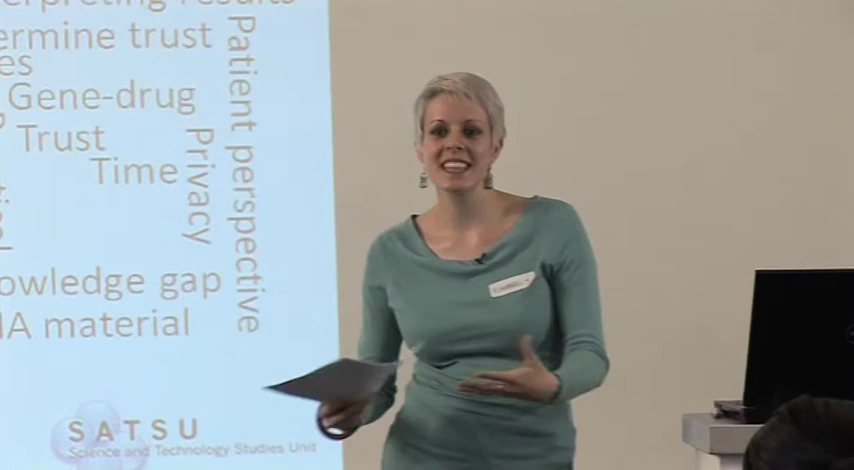 erpreting results
ermine trust
es
Gene-drug
Trust
Time
Privacy
Patient perspective
owledge gap
IA material
SATSU
Science and Technology Studies Unit